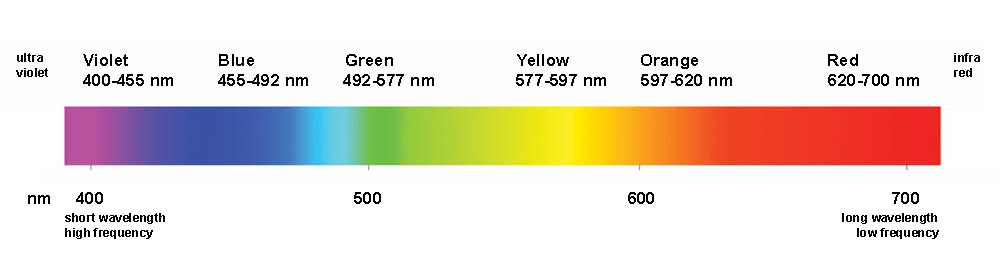 ultra
violet
Violet
400-455 nm
Blue
455-492 nm
Green
492-577 nm
Yellow
577-597 nm
Orange
597-620 nm
Red
620-700 nm
infra
red
nm 400 500 600 700
short wavelength
high frequency
long wavelength
low frequency